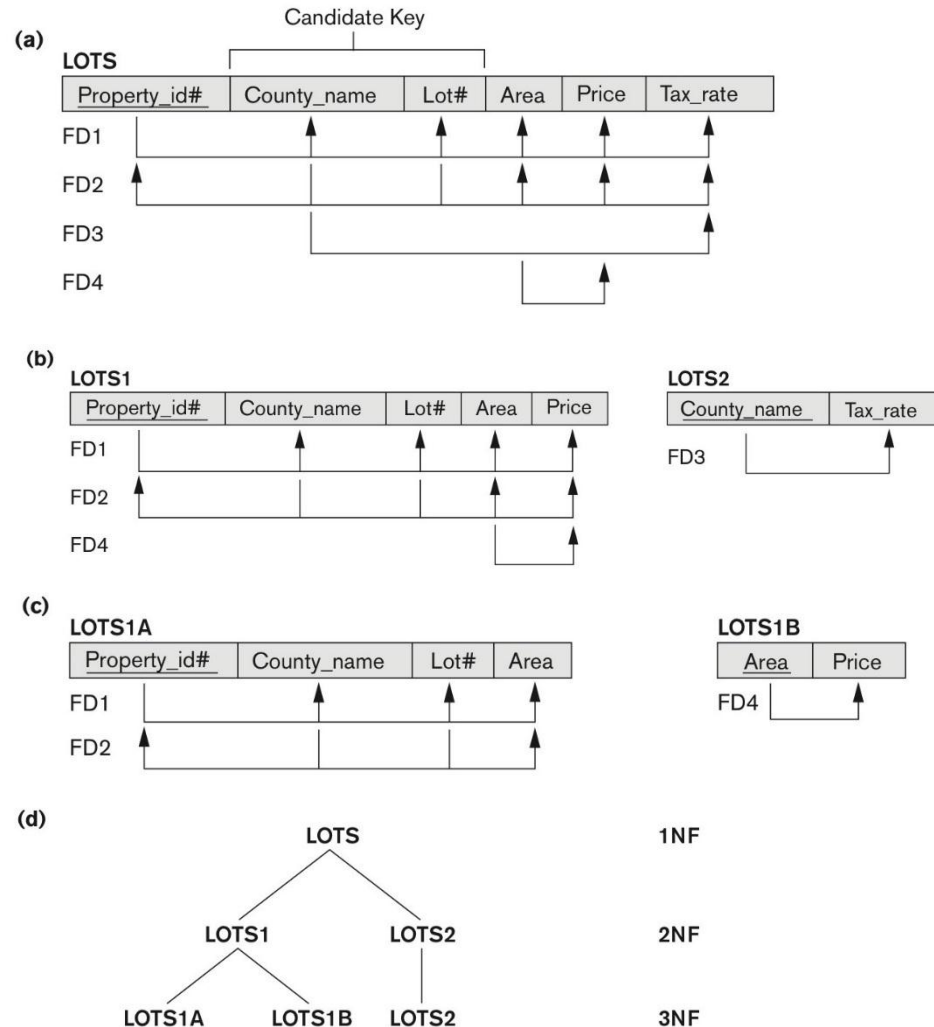 Candidate Key
(a)
LOTS
Property_id# County_name Lot# Area Price Tax_rate
FD1
FD2
FD3
FD4
(b)
LOTS1 LOTS2
Property_id# County_name Lot# Area Price County_name Tax_rate
FD1
FD3
FD2
FD4
(c)
LOTS1A LOTS1B
Property_id# County_name Lot# Area Area Price
FD1 FD4
FD2
(d)
LOTS 1NF
LOTS1 LOTS2 2NF
LOTS1A LOTS1B LOTS2 3NF